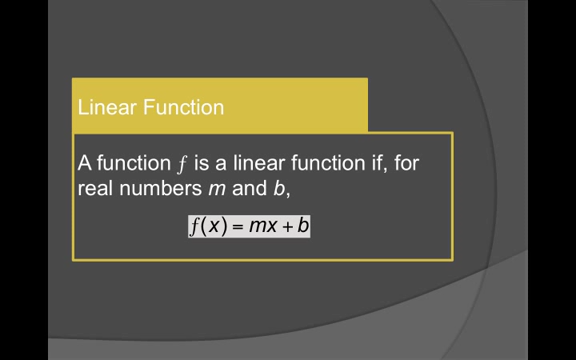 Linear Function
A function f is a linear function if, for
real numbers m and b,
f(x) = mx + b